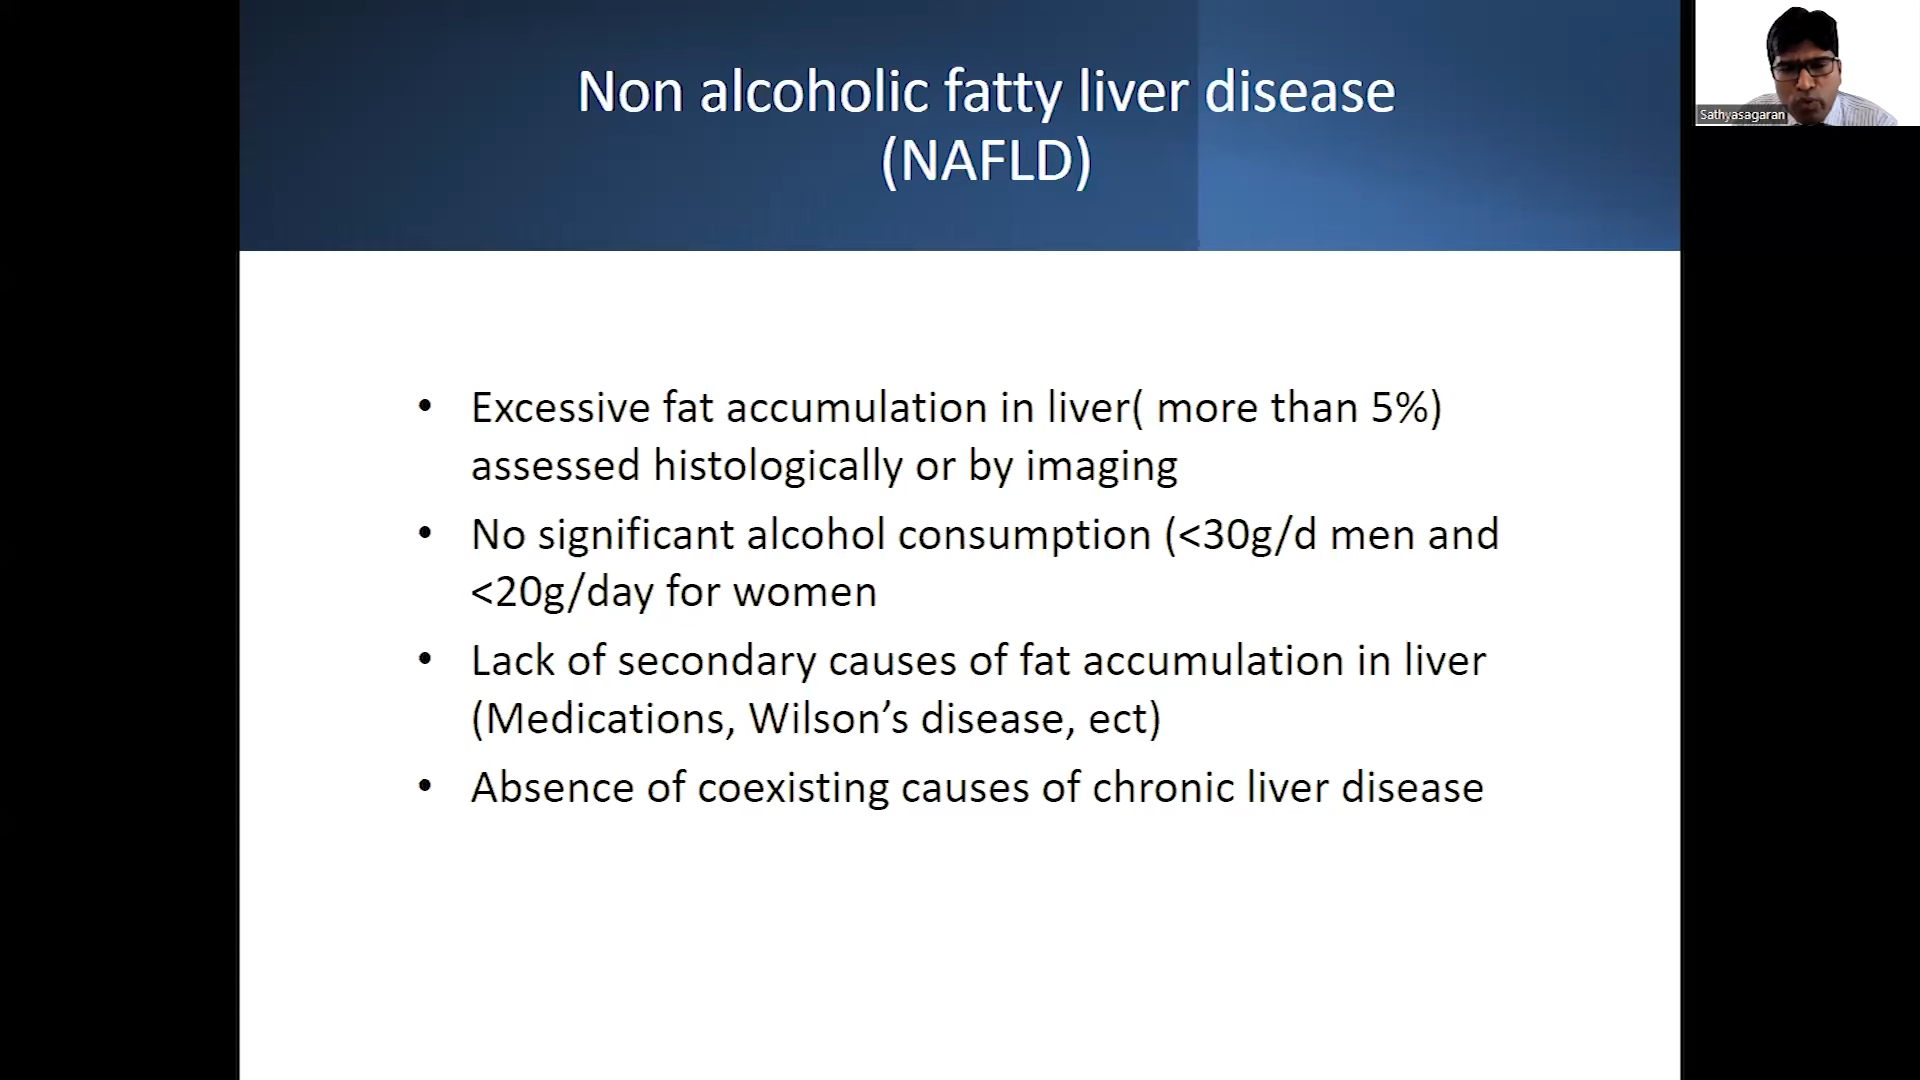 Non alcoholic fatty liver disease
(NAFLD)
Sathyasagaran
• Excessive fat accumulation in liver( more than 5%)
assessed histologically or by imaging
• No significant alcohol consumption (<30g/d men and
<20g/day for women
• Lack of secondary causes of fat accumulation in liver
(Medications, Wilson’s disease, ect)
• Absence of coexisting causes of chronic liver disease